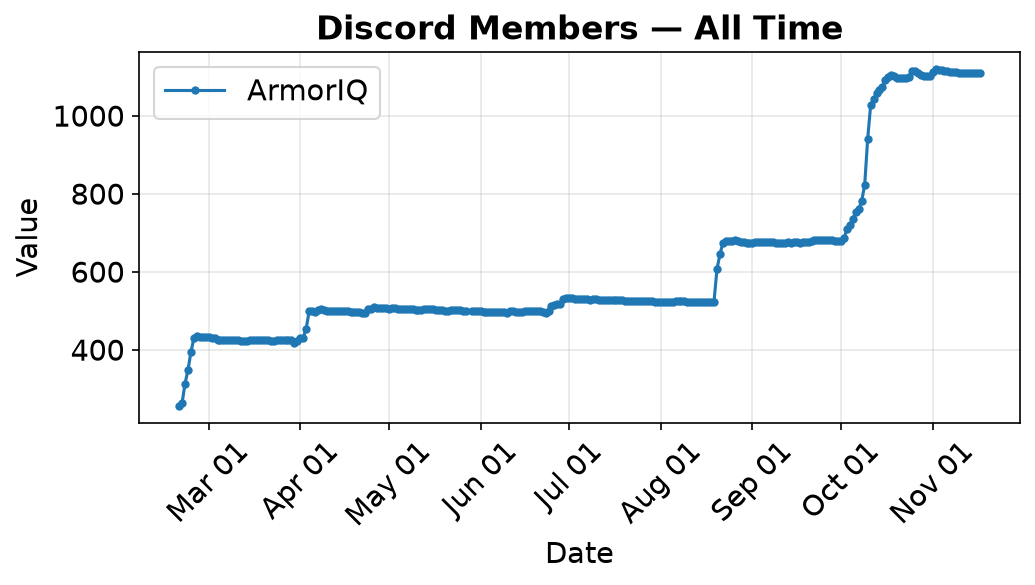 Discord Members — All Time
ArmorIQ
Value
1000
800
600
400
Mar 01
Apr 01
May 01
Jun 01
Jul 01
Aug 01
Sep 01
Oct 01
Nov 01
Date